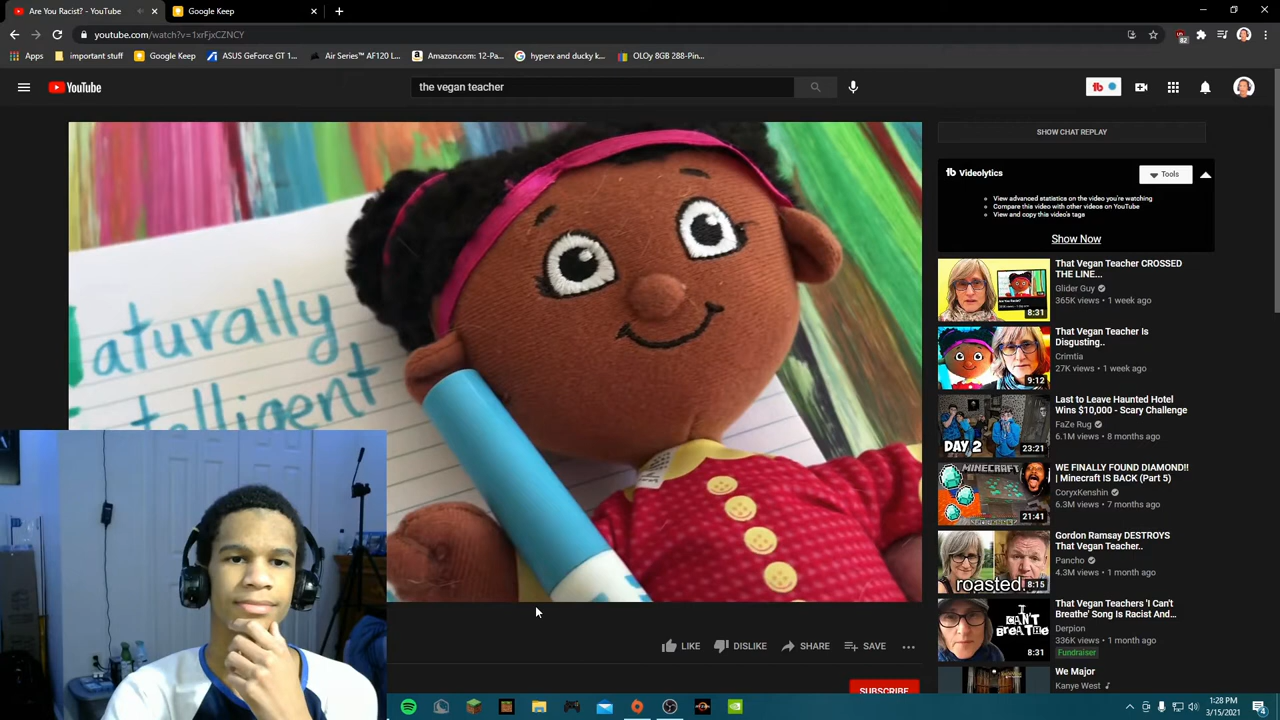 Are You Racist? - YouTube
Google Keep
youtube.com/watch?v=1xrFjxCZNCY
82
Apps
important stuff
Google Keep
ASUS GeForce GT 1...
Air Series™ AF120 L...
Amazon.com: 12-Pa...
hyperx and ducky k...
OLOy 8GB 288-Pin...
YouTube
the vegan teacher
SHOW CHAT REPLAY
Videolytics
Tools
View advanced statistics on the video you're watching
Compare this video with other videos on YouTube
View and copy this video's tags
Show Now
aturally
ntelligent
That Vegan Teacher CROSSED
THE LINE...
Glider Guy
365K views • 1 week ago
8:31
That Vegan Teacher Is
Disgusting..
Crimtia
27K views • 1 week ago
9:12
Last to Leave Haunted Hotel
Wins $10,000 - Scary Challenge
FaZe Rug
6.1M views • 8 months ago
DAY 2
23:21
WE FINALLY FOUND DIAMOND!!
| Minecraft IS BACK (Part 5)
CoryxKenshin
6.3M views • 7 months ago
MINECRAFT
21:41
Gordon Ramsay DESTROYS
That Vegan Teacher..
Pancho
4.3M views • 1 month ago
roasted.
8:15
That Vegan Teachers 'I Can't
Breathe' Song is Racist And...
Derpion
336K views • 1 month ago
Fundraiser
I
CAN'T
BREATHE
8:31
We Major
Kanye West
LIKE
DISLIKE
SHARE
SAVE
SUBSCRIBE
1:28 PM
3/15/2021
4